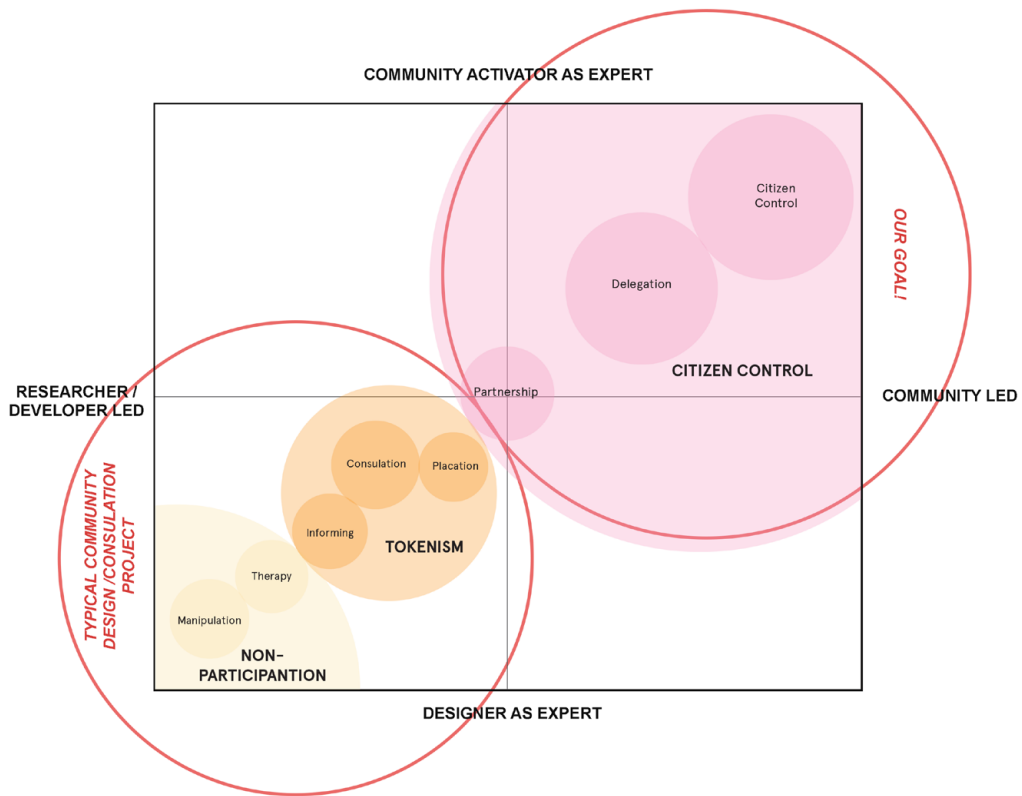 COMMUNITY ACTIVATOR AS EXPERT
Citizen
Control
OUR GOAL!
Delegation
CITIZEN CONTROL
RESEARCHER /
DEVELOPER LED
Partnership
COMMUNITY LED
Consulation
Placation
TYPICAL COMMUNITY
DESIGN /CONSULATION
PROJECT
Informing
TOKENISM
Therapy
Manipulation
NON-
PARTICIPANTION
DESIGNER AS EXPERT